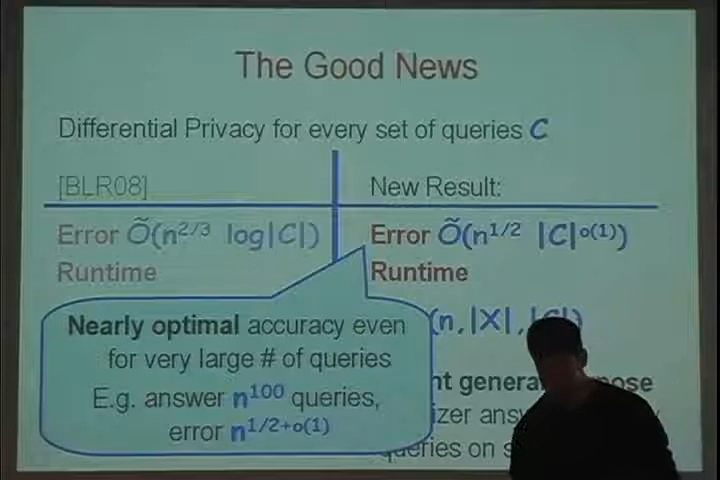 The Good News
Differential Privacy for every set of queries C
[BLR08]
New Result:
Error Õ(n^2/3 log|C|)
Error Õ(n^1/2 |C|^o(1))
Runtime
Runtime
Nearly optimal accuracy even
for very large # of queries
E.g. answer n^100 queries,
error n^1/2+o(1)
(n,|X|,|C|)
queries on